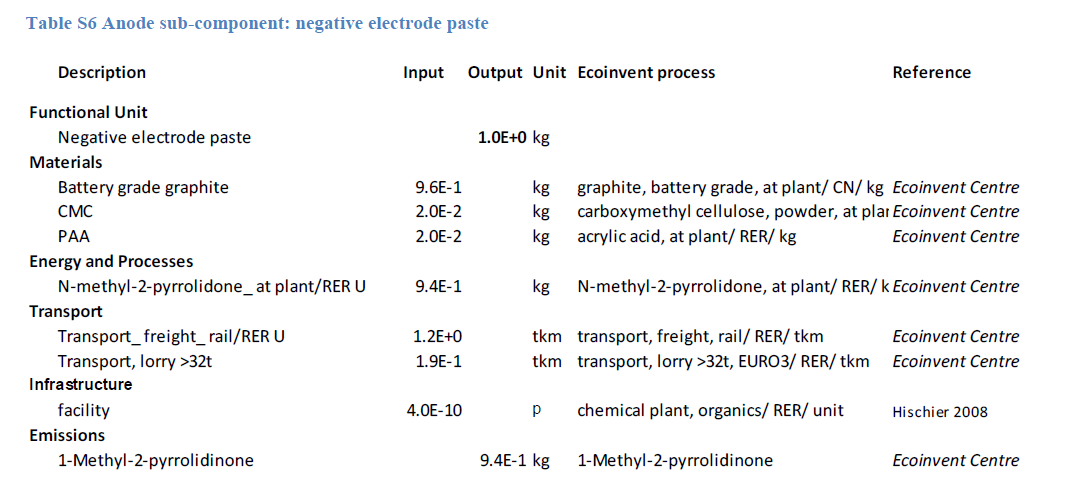 Table S6 Anode sub-component: negative electrode paste
Description Input Output Unit Ecoinvent process Reference
Functional Unit
Negative electrode paste 1.0E+0 kg
Materials
Battery grade graphite 9.6E-1 kg graphite, battery grade, at plant/ CN/ kg Ecoinvent Centre
CMC 2.0E-2 kg carboxymethyl cellulose, powder, at plan Ecoinvent Centre
PAA 2.0E-2 kg acrylic acid, at plant/ RER/ kg Ecoinvent Centre
Energy and Processes
N-methyl-2-pyrrolidone_ at plant/RER U 9.4E-1 kg N-methyl-2-pyrrolidone, at plant/ RER/ k Ecoinvent Centre
Transport
Transport_ freight_ rail/RER U 1.2E+0 tkm transport, freight, rail/ RER/ tkm Ecoinvent Centre
Transport, lorry >32t 1.9E-1 tkm transport, lorry >32t, EURO3/ RER/ tkm Ecoinvent Centre
Infrastructure
facility 4.0E-10 p chemical plant, organics/ RER/ unit Hischier 2008
Emissions
1-Methyl-2-pyrrolidinone 9.4E-1 kg 1-Methyl-2-pyrrolidinone Ecoinvent Centre